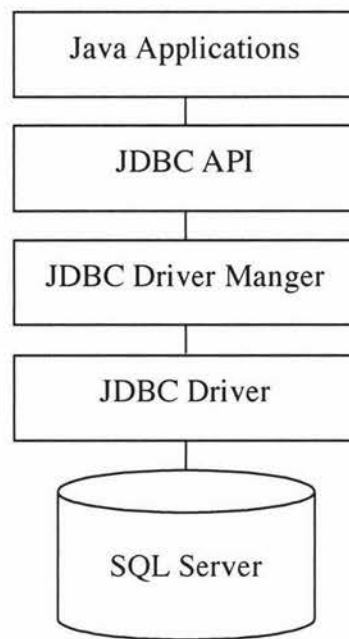 Java Applications
JDBC API
JDBC Driver Manger
JDBC Driver
SQL Server